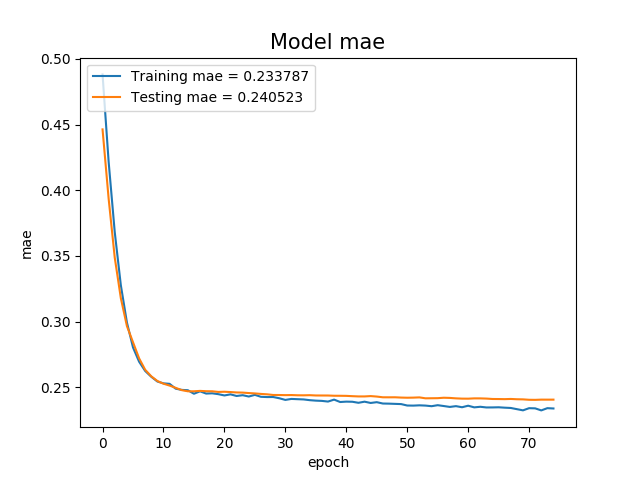 Model mae
Training mae = 0.233787
Testing mae = 0.240523
mae
0.50
0.45
0.40
0.35
0.30
0.25
0 10 20 30 40 50 60 70
epoch